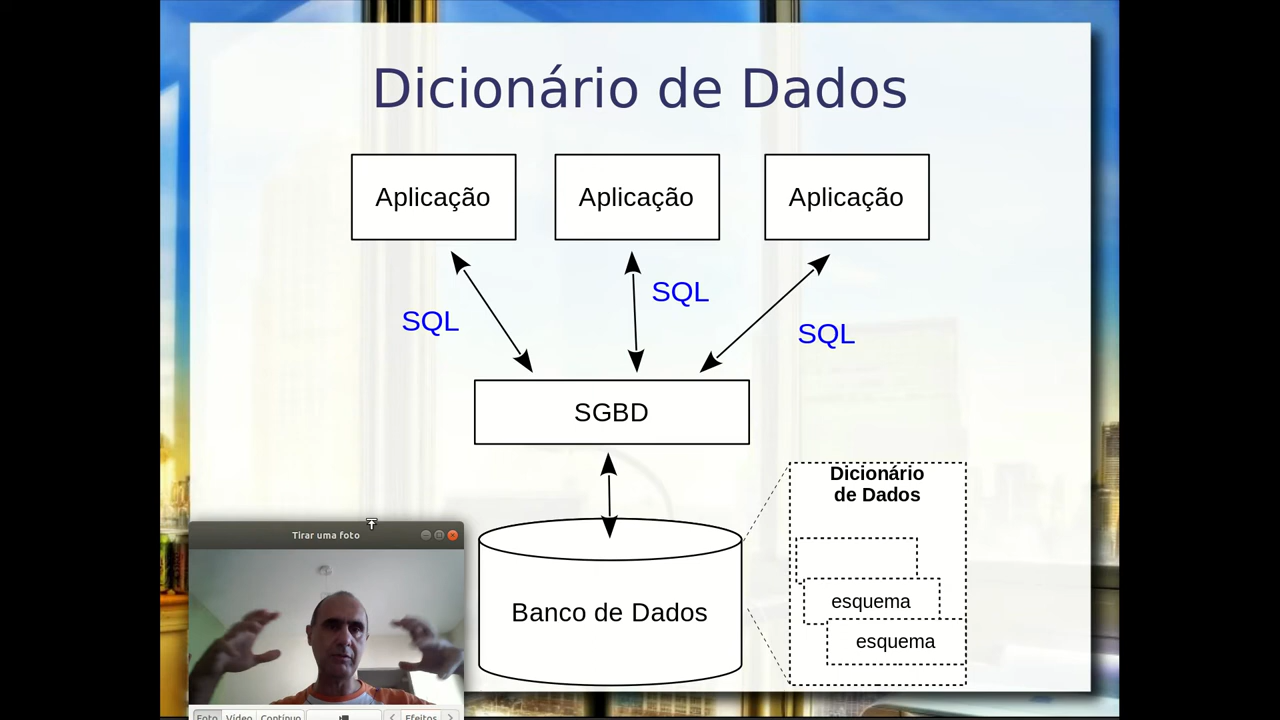 Dicionário de Dados
Aplicação
Aplicação
Aplicação
SQL
SQL
SQL
SGBD
Dicionário
de Dados
Banco de Dados
esquema
esquema
Tirar uma foto
Foto Vídeo Contínuo Efeitos